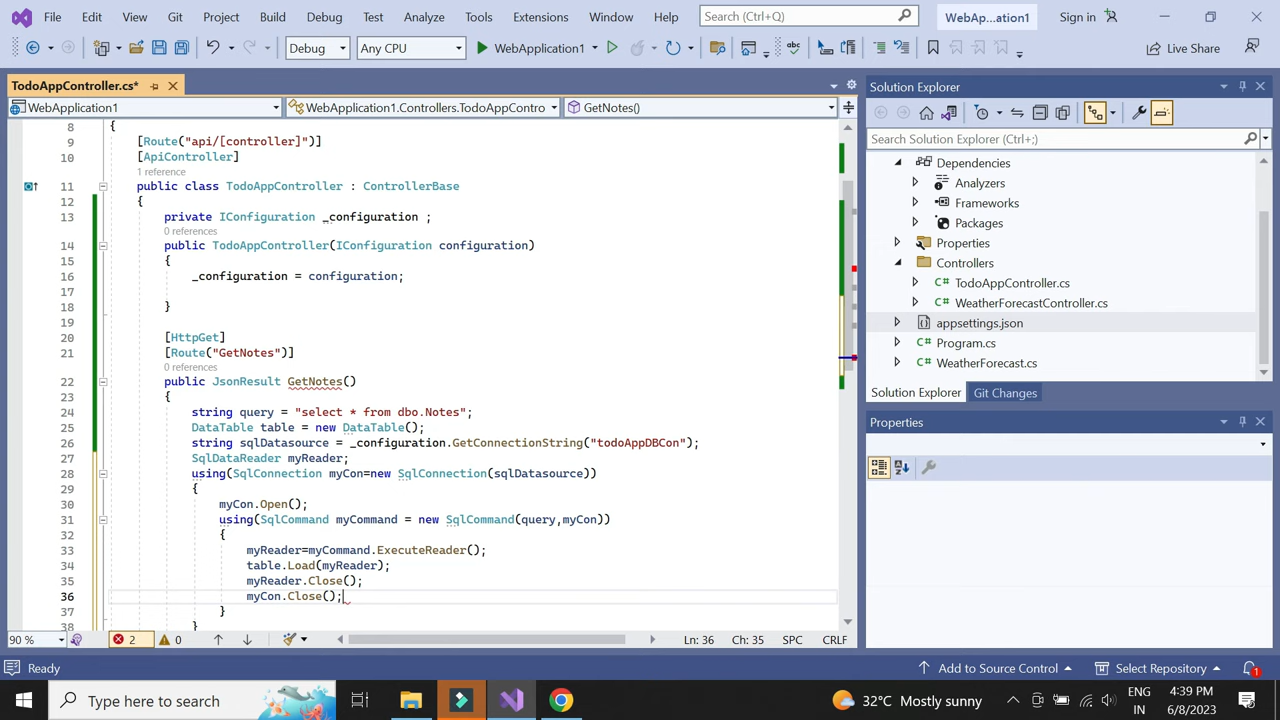 File Edit View Git Project Build Debug Test Analyze Tools Extensions Window Help Search (Ctrl+Q) WebAp...ation1 Sign in
Debug Any CPU WebApplication1 Live Share
TodoAppController.cs*
WebApplication1 WebApplication1.Controllers.TodoAppContro GetNotes()
8 {
9 [Route("api/[controller]")]
10 [ApiController]
1 reference
11 public class TodoAppController : ControllerBase
12 {
13 private IConfiguration _configuration ;
0 references
14 public TodoAppController(IConfiguration configuration)
15 {
16 _configuration = configuration;
17
18 }
19
20 [HttpGet]
21 [Route("GetNotes")]
0 references
22 public JsonResult GetNotes()
23 {
24 string query = "select * from dbo.Notes";
25 DataTable table = new DataTable();
26 string sqlDatasource = _configuration.GetConnectionString("todoAppDBCon");
27 SqlDataReader myReader;
28 using(SqlConnection myCon=new SqlConnection(sqlDatasource))
29 {
30 myCon.Open();
31 using(SqlCommand myCommand = new SqlCommand(query,myCon))
32 {
33 myReader=myCommand.ExecuteReader();
34 table.Load(myReader);
35 myReader.Close();
36 myCon.Close();
37 }
38 }
90 % 2 0 Ln: 36 Ch: 35 SPC CRLF
Solution Explorer
Search Solution Explorer (Ctrl+;)
Dependencies
Analyzers
Frameworks
Packages
Properties
Controllers
C# TodoAppController.cs
C# WeatherForecastController.cs
appsettings.json
C# Program.cs
C# WeatherForecast.cs
Solution Explorer Git Changes
Properties
Ready Add to Source Control Select Repository 1
Type here to search 32°C Mostly sunny ENG IN 4:39 PM 6/8/2023